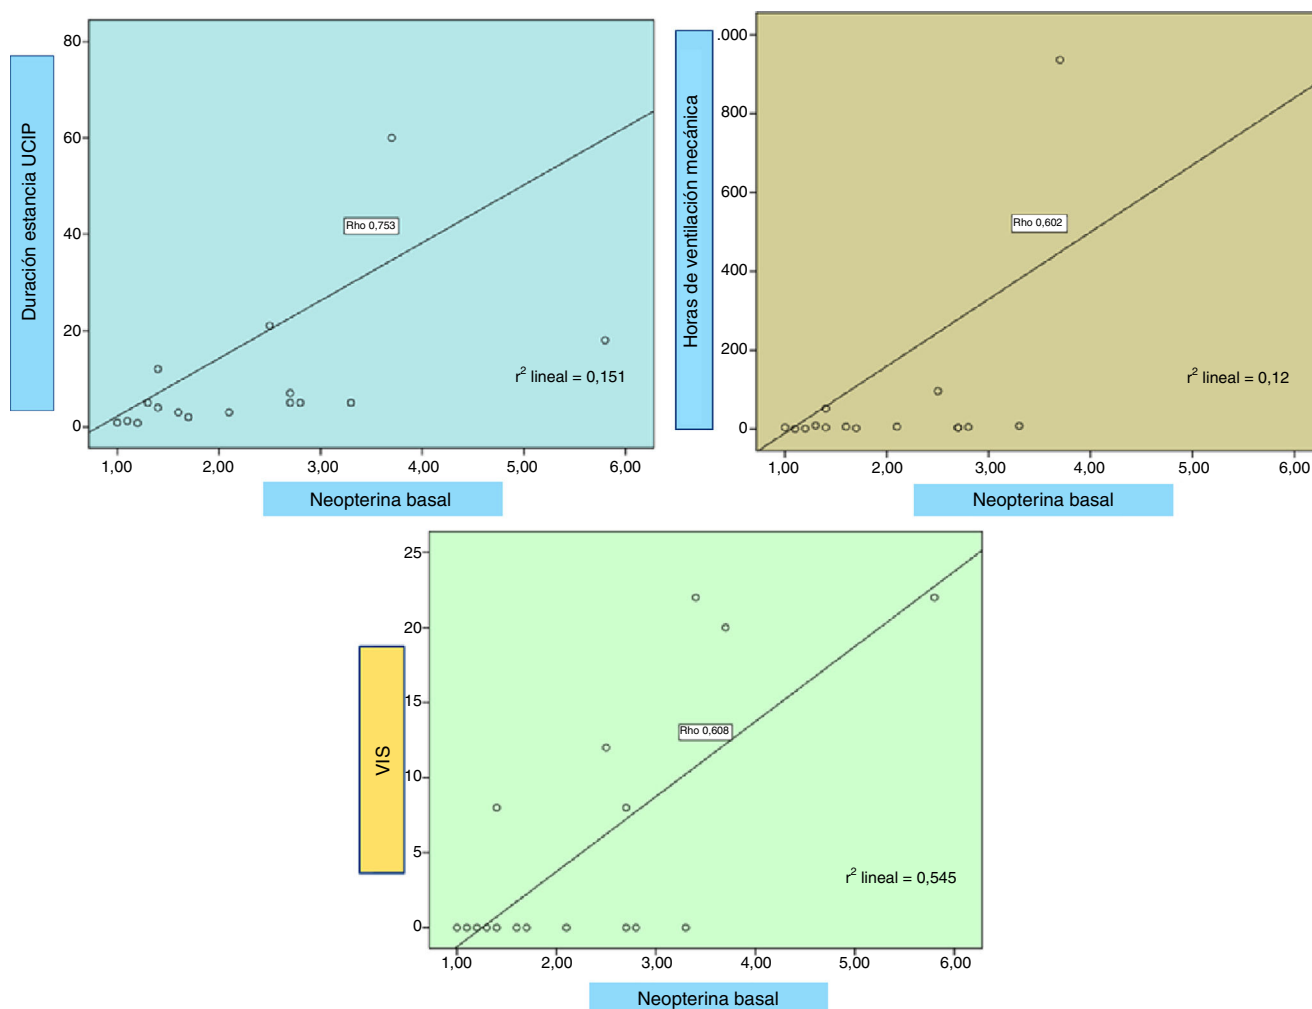 Duración estancia UCIP
80
60
40
20
0
Rho 0,753
r² lineal = 0,151
1,00 2,00 3,00 4,00 5,00 6,00
Neopterina basal
Horas de ventilación mecánica
.000
800
600
400
200
0
Rho 0,602
r² lineal = 0,12
1,00 2,00 3,00 4,00 5,00 6,00
Neopterina basal
VIS
25
20
15
10
5
0
Rho 0,608
r² lineal = 0,545
1,00 2,00 3,00 4,00 5,00 6,00
Neopterina basal